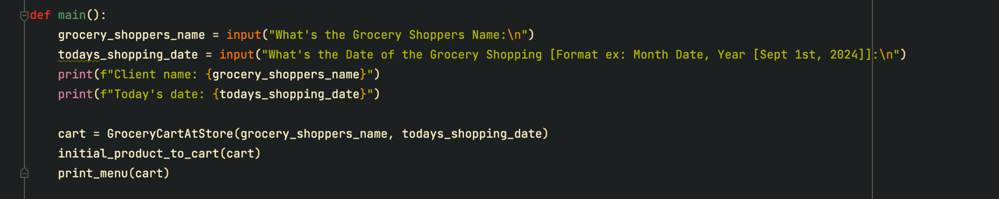 def main():
    grocery_shoppers_name = input("What's the Grocery Shoppers Name:\n")
    todays_shopping_date = input("What's the Date of the Grocery Shopping [Format ex: Month Date, Year [Sept 1st, 2024]]:\n")
    print(f"Client name: {grocery_shoppers_name}")
    print(f"Today's date: {todays_shopping_date}")

    cart = GroceryCartAtStore(grocery_shoppers_name, todays_shopping_date)
    initial_product_to_cart(cart)
    print_menu(cart)